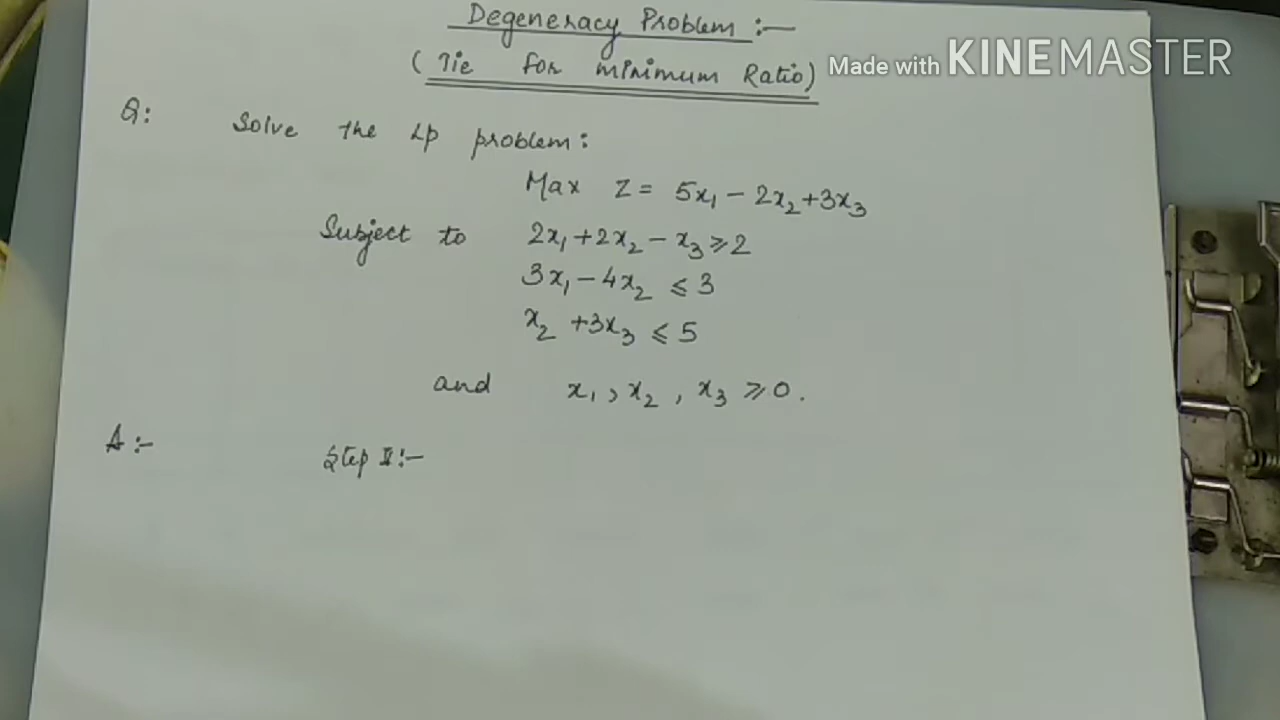 Degeneracy Problem :—
(Tie for minimum Ratio)
Made with KINEMASTER
Q: Solve the Lp problem:
Max Z = 5x₁ - 2x₂ + 3x₃
Subject to 2x₁ + 2x₂ - x₃ ⩾ 2
3x₁ - 4x₂ ⩽ 3
x₂ + 3x₃ ⩽ 5
and x₁, x₂, x₃ ⩾ 0.
A :- Step :-